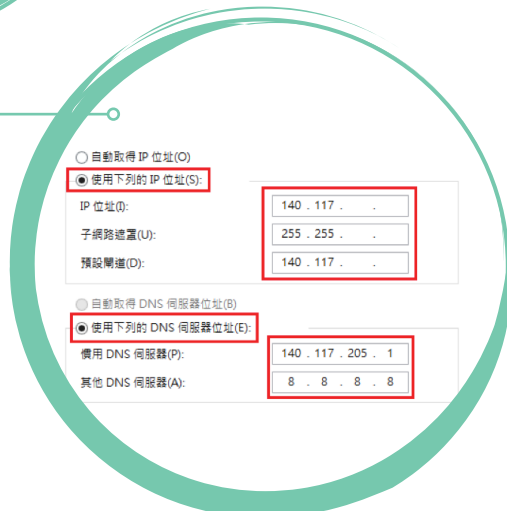 自動取得 IP 位址(O)
使用下列的 IP 位址(S):
IP 位址(I): 140 . 117 . .
子網路遮罩(U): 255 . 255 . .
預設閘道(D): 140 . 117 . .
自動取得 DNS 伺服器位址(B)
使用下列的 DNS 伺服器位址(E):
慣用 DNS 伺服器(P): 140 . 117 . 205 . 1
其他 DNS 伺服器(A): 8 . 8 . 8 . 8